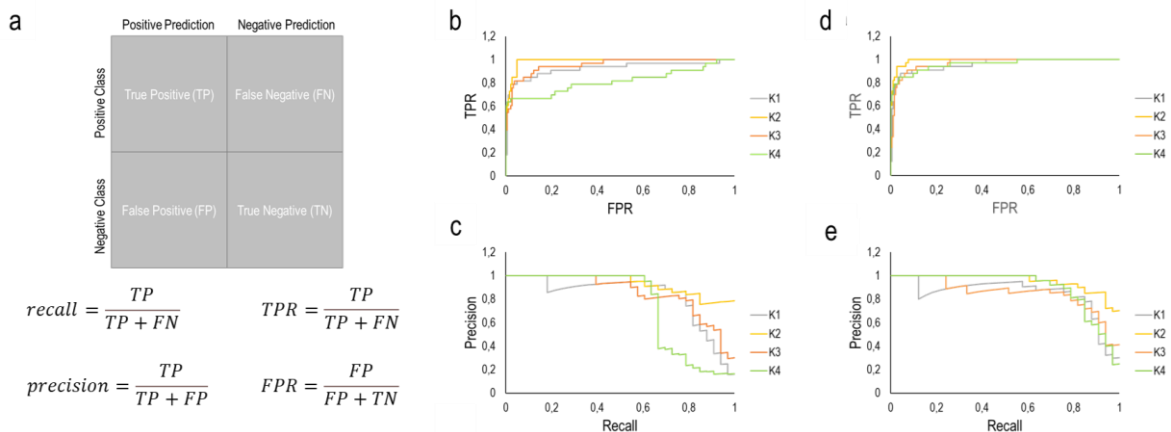 a
Positive Prediction Negative Prediction
Positive Class
True Positive (TP) False Negative (FN)
Negative Class
False Positive (FP) True Negative (TN)
recall = TP / TP + FN
TPR = TP / TP + FN
precision = TP / TP + FP
FPR = FP / FP + TN
b
TPR
1,2
1
0,8
0,6
0,4
0,2
0
0 0,2 0,4 0,6 0,8 1
FPR
K1
K2
K3
K4
c
Precision
1,2
1
0,8
0,6
0,4
0,2
0
0 0,2 0,4 0,6 0,8 1
Recall
K1
K2
K3
K4
d
TPR
1,2
1
0,8
0,6
0,4
0,2
0
0 0,2 0,4 0,6 0,8 1
FPR
K1
K2
K3
K4
e
Precision
1,2
1
0,8
0,6
0,4
0,2
0
0 0,2 0,4 0,6 0,8 1
Recall
K1
K2
K3
K4